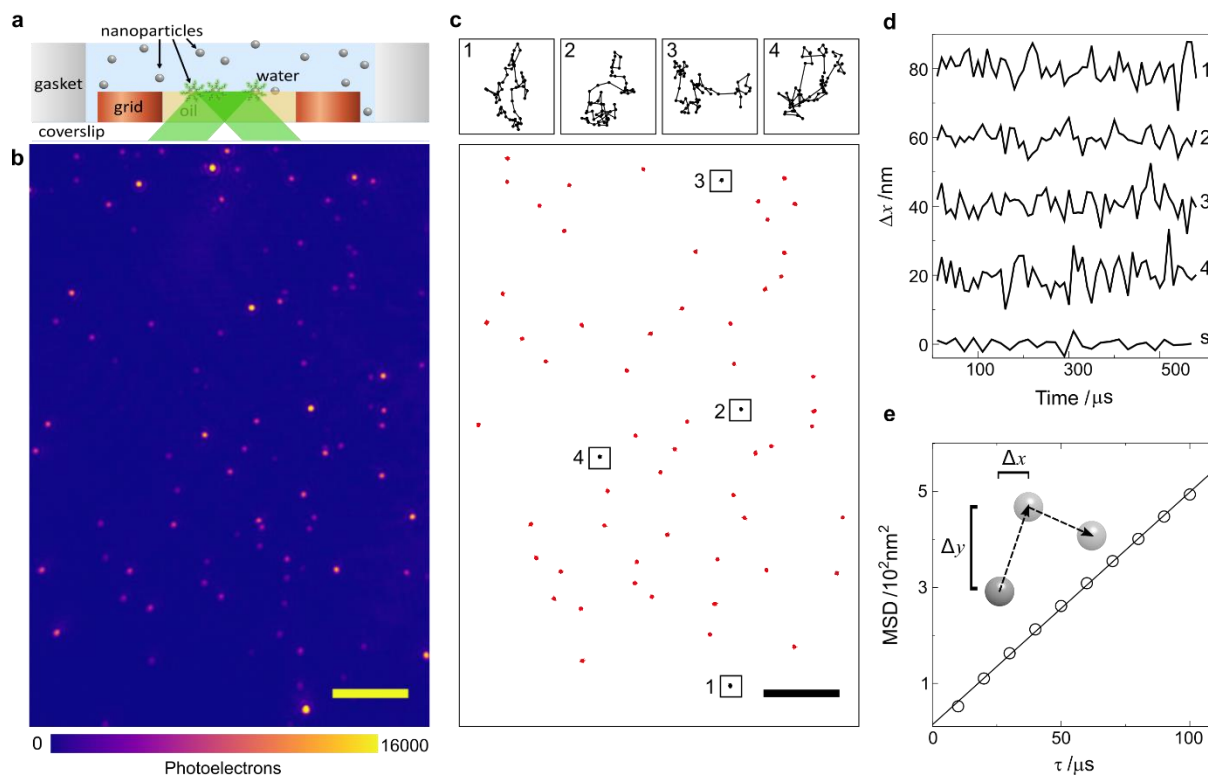 a
nanoparticles
gasket
water
grid
oil
coverslip
b
0
16000
Photoelectrons
c
1
2
3
4
3
2
4
1
d
80
60
40
20
0
Δx /nm
1
2
3
4
s
100
300
500
Time /μs
e
5
3
1
MSD /10²nm²
Δx
Δy
0
50
100
τ /μs